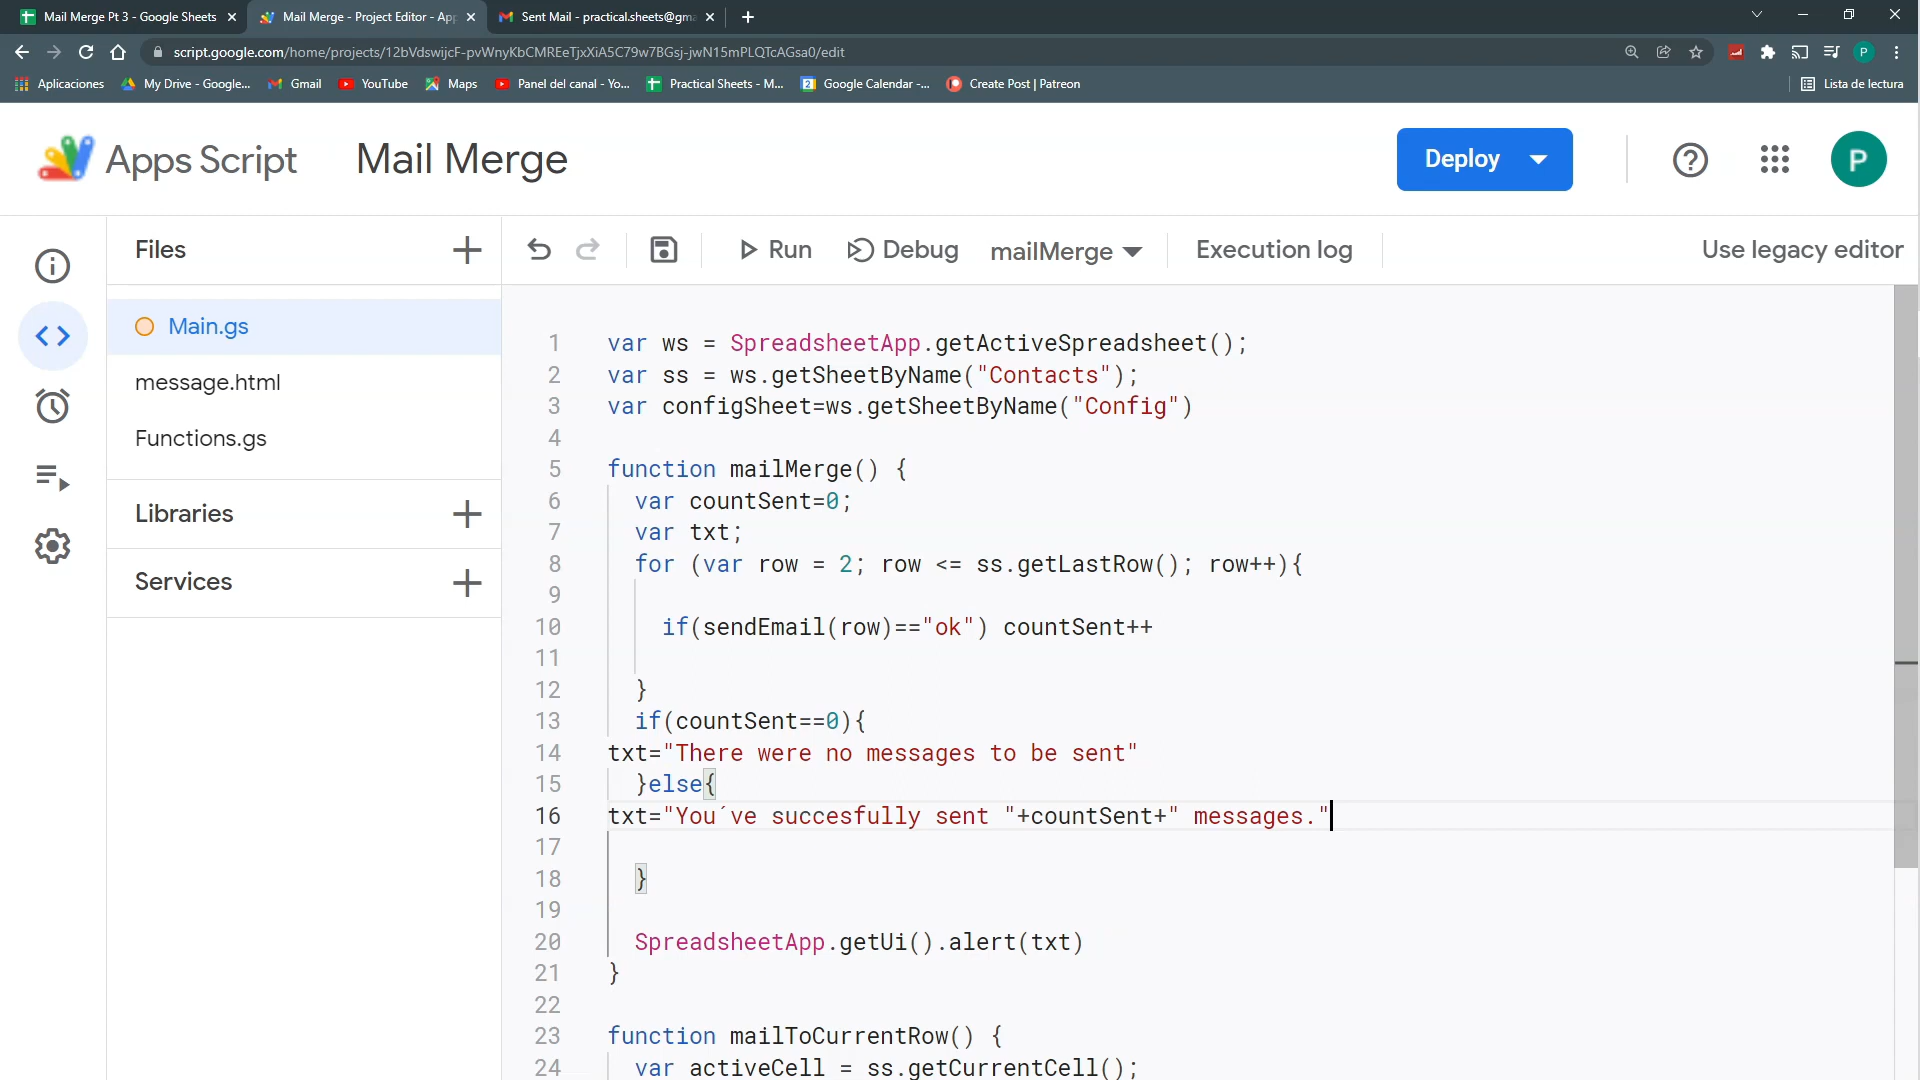 Mail Merge Pt 3 - Google Sheets
Mail Merge - Project Editor - App
Sent Mail - practical.sheets@gma
script.google.com/home/projects/12bVdswijcF-pvWnyKbCMREeTjxXiA5C79w7BGsj-jwN15mPLQTcAGsa0/edit
P
Aplicaciones
My Drive - Google...
Gmail
YouTube
Maps
Panel del canal - Yo...
Practical Sheets - M...
Google Calendar -...
Create Post | Patreon
Lista de lectura
Apps Script
Mail Merge
Deploy
P
Files
Run
Debug
mailMerge
Execution log
Use legacy editor
Main.gs
message.html
Functions.gs
Libraries
Services
1 var ws = SpreadsheetApp.getActiveSpreadsheet();
2 var ss = ws.getSheetByName("Contacts");
3 var configSheet=ws.getSheetByName("Config")
4
5 function mailMerge() {
6 var countSent=0;
7 var txt;
8 for (var row = 2; row <= ss.getLastRow(); row++){
9
10 if(sendEmail(row)=="ok") countSent++
11
12 }
13 if(countSent==0){
14 txt="There were no messages to be sent"
15 }else{
16 txt="You´ve succesfully sent "+countSent+" messages."
17
18 }
19
20 SpreadsheetApp.getUi().alert(txt)
21 }
22
23 function mailToCurrentRow() {
24 var activeCell = ss.getCurrentCell();